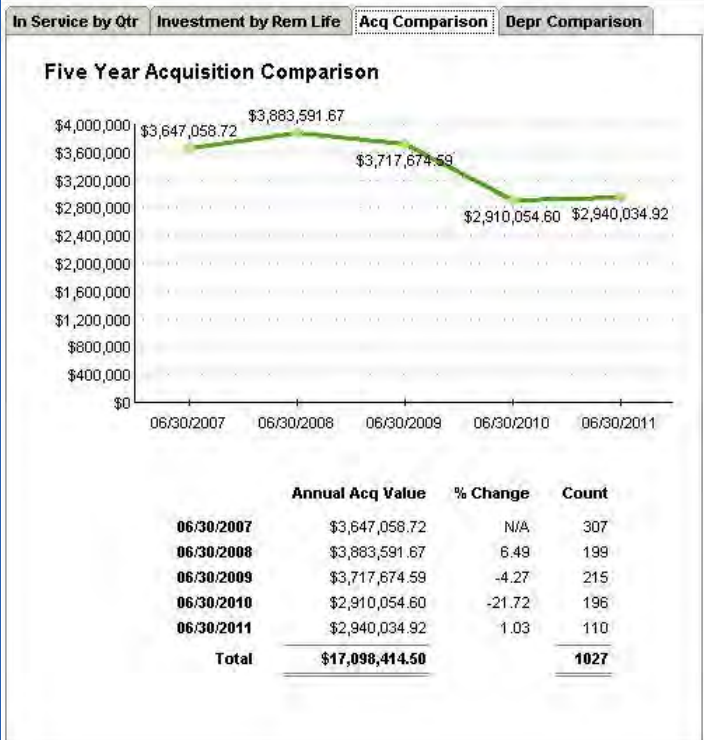 In Service by Qtr Investment by Rem Life Acq Comparison Depr Comparison
Five Year Acquisition Comparison
$4,000,000
$3,600,000
$3,200,000
$2,800,000
$2,400,000
$2,000,000
$1,600,000
$1,200,000
$800,000
$400,000
$0
$3,647,058.72
$3,883,591.67
$3,717,674.59
$2,910,054.60
$2,940,034.92
06/30/2007 06/30/2008 06/30/2009 06/30/2010 06/30/2011
Annual Acq Value % Change Count
06/30/2007 $3,647,058.72 N/A 307
06/30/2008 $3,883,591.67 6.49 199
06/30/2009 $3,717,674.59 -4.27 215
06/30/2010 $2,910,054.60 -21.72 196
06/30/2011 $2,940,034.92 1.03 110
Total $17,098,414.50 1027